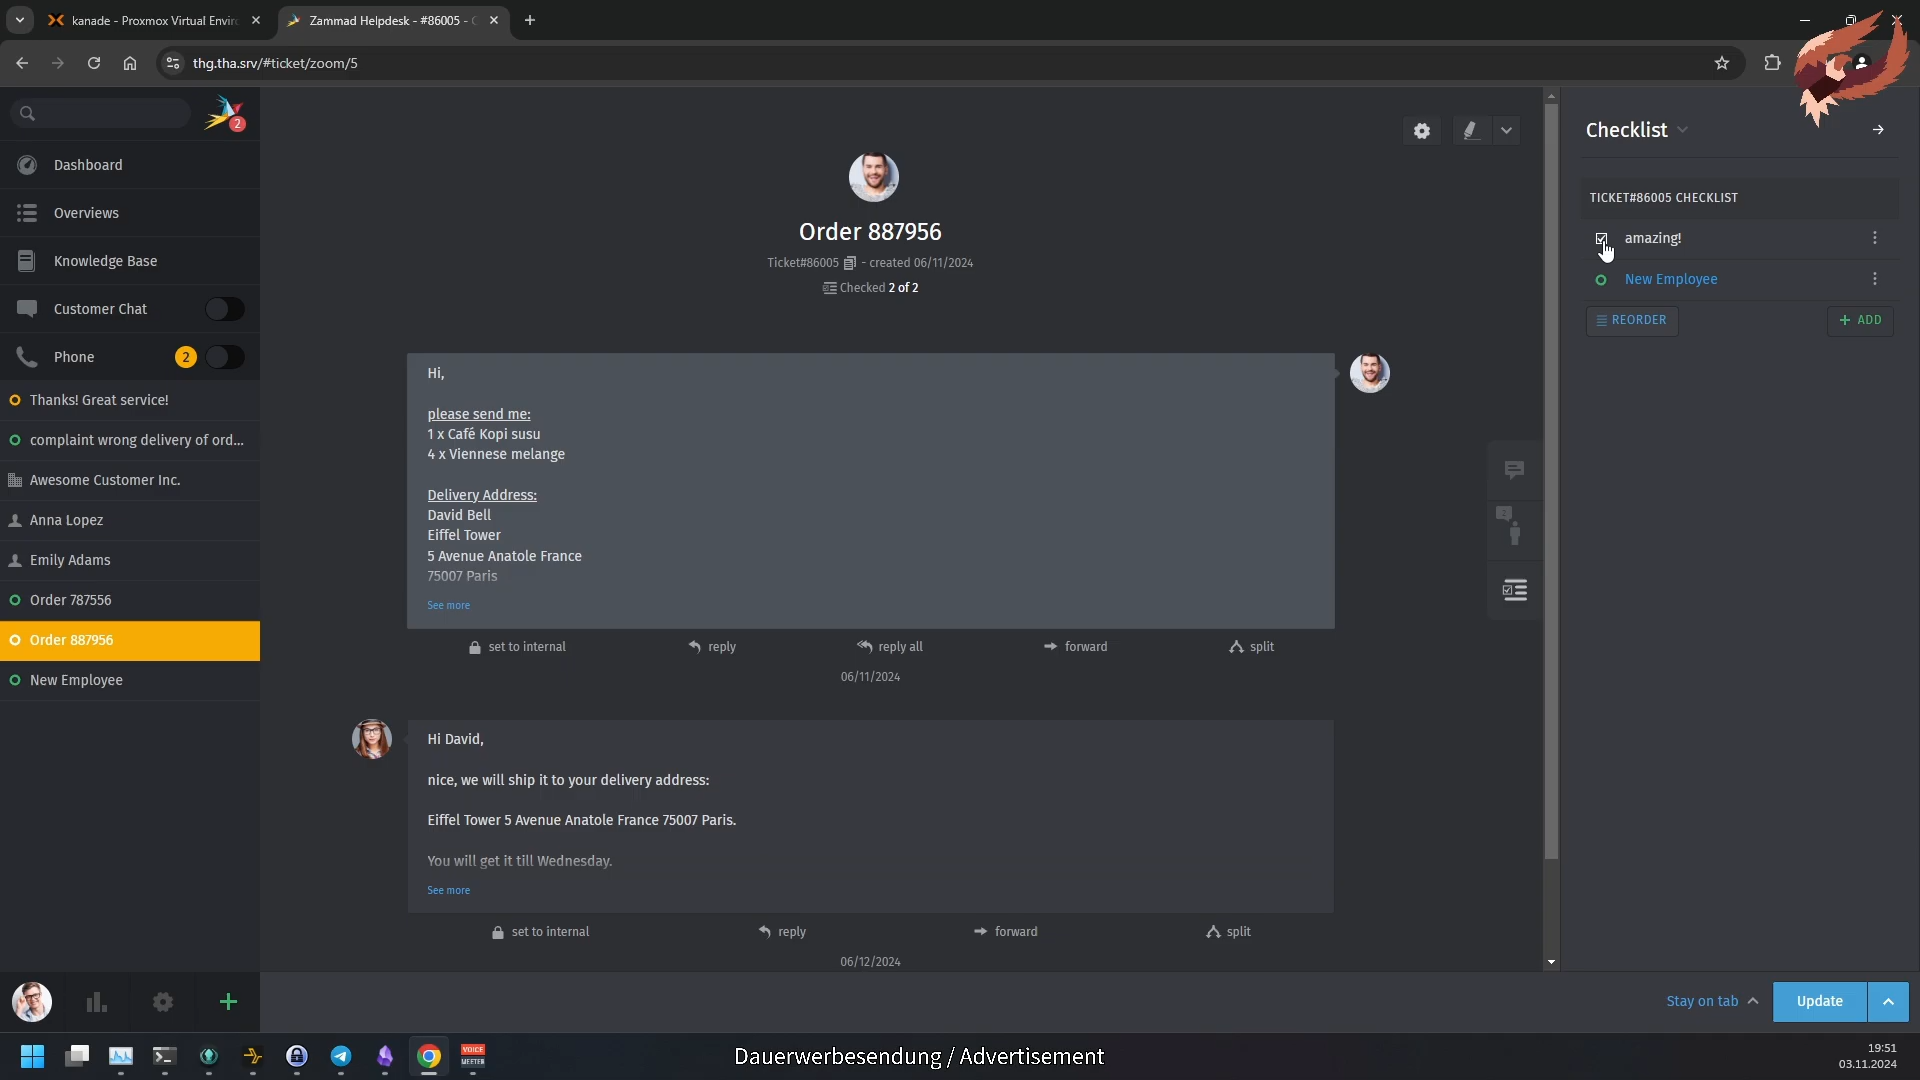 kanade - Proxmox Virtual Enviro
Zammad Helpdesk - #86005 -
thg.tha.srv/#ticket/zoom/5
2
Dashboard
Overviews
Knowledge Base
Customer Chat
Phone
2
Thanks! Great service!
complaint wrong delivery of ord...
Awesome Customer Inc.
Anna Lopez
Emily Adams
Order 787556
Order 887956
New Employee
Order 887956
Ticket#86005 - created 06/11/2024
Checked 2 of 2
Hi,
please send me:
1 x Café Kopi susu
4 x Viennese melange
Delivery Address:
David Bell
Eiffel Tower
5 Avenue Anatole France
75007 Paris
See more
set to internal
reply
reply all
forward
split
06/11/2024
Hi David,
nice, we will ship it to your delivery address:
Eiffel Tower 5 Avenue Anatole France 75007 Paris.
You will get it till Wednesday.
See more
set to internal
reply
forward
split
06/12/2024
2
Checklist
TICKET#86005 CHECKLIST
amazing!
New Employee
REORDER
+ ADD
Stay on tab
Update
VOICE
MEETER
Dauerwerbesendung / Advertisement
19:51
03.11.2024